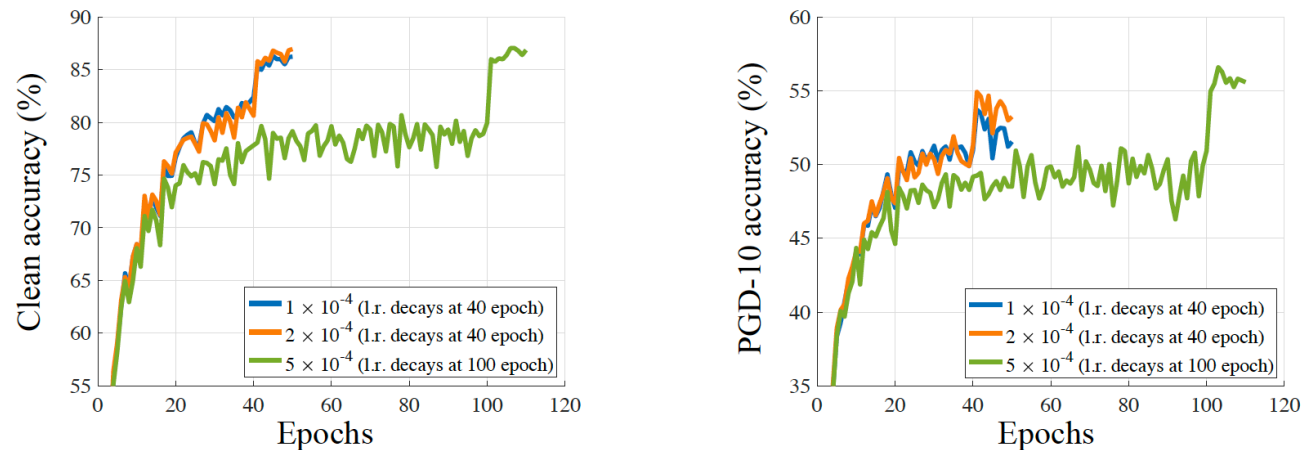 90
85
80
75
70
65
60
55
Clean accuracy (%)
0
20
40
60
80
100
120
Epochs
1 × 10^-4 (l.r. decays at 40 epoch)
2 × 10^-4 (l.r. decays at 40 epoch)
5 × 10^-4 (l.r. decays at 100 epoch)
60
55
50
45
40
35
PGD-10 accuracy (%)
0
20
40
60
80
100
120
Epochs
1 × 10^-4 (l.r. decays at 40 epoch)
2 × 10^-4 (l.r. decays at 40 epoch)
5 × 10^-4 (l.r. decays at 100 epoch)